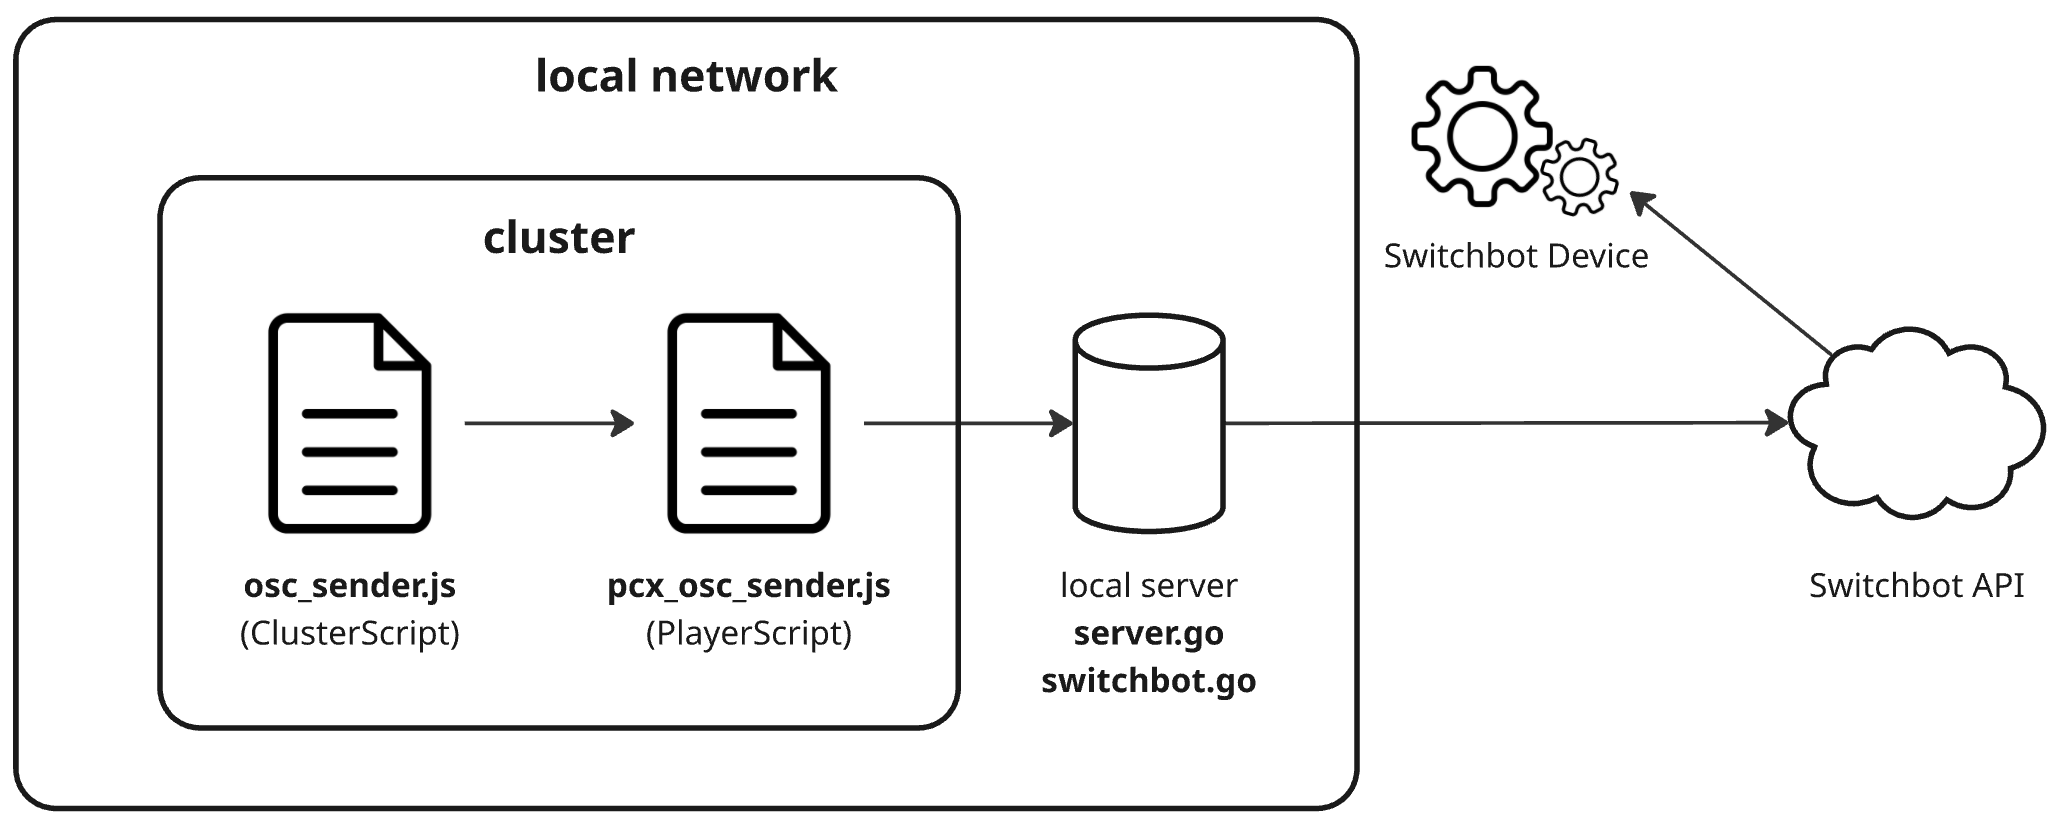 local network
cluster
osc_sender.js
(ClusterScript)
pcx_osc_sender.js
(PlayerScript)
local server
server.go
switchbot.go
Switchbot Device
Switchbot API